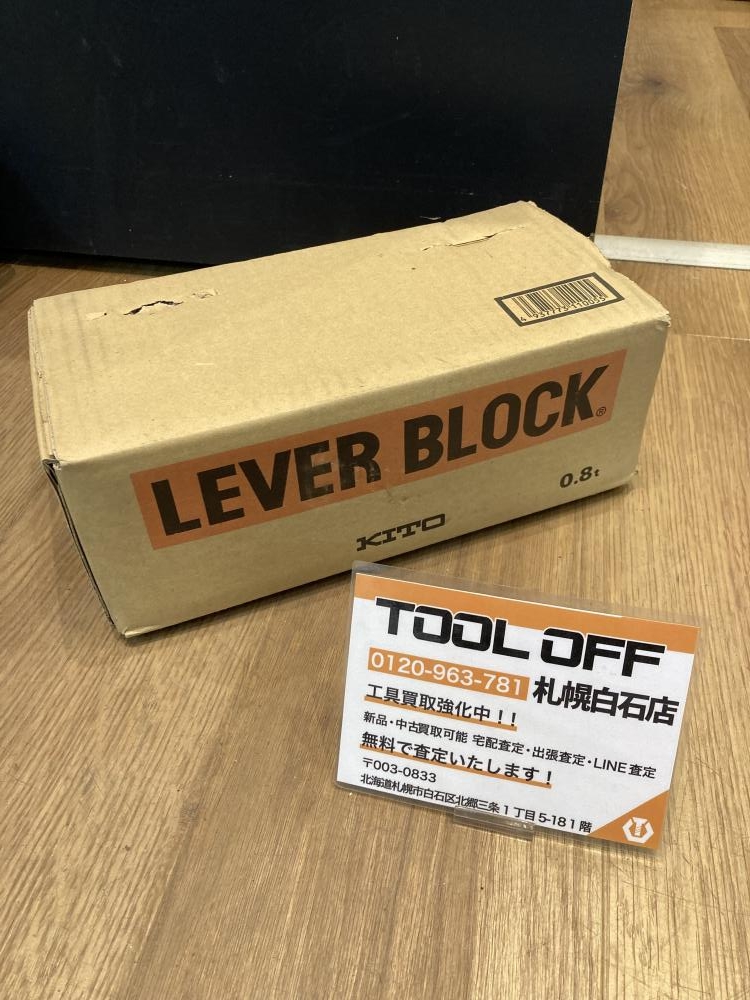 4 937773 110325
LEVER BLOCK®
0.8t
KITO
TOOL OFF
0120-963-781 札幌白石店
工具買取強化中!!
新品・中古買取可能 宅配査定・出張査定・LINE査定
無料で査定いたします!
〒003-0833
北海道札幌市白石区北郷三条1丁目5-18 1階